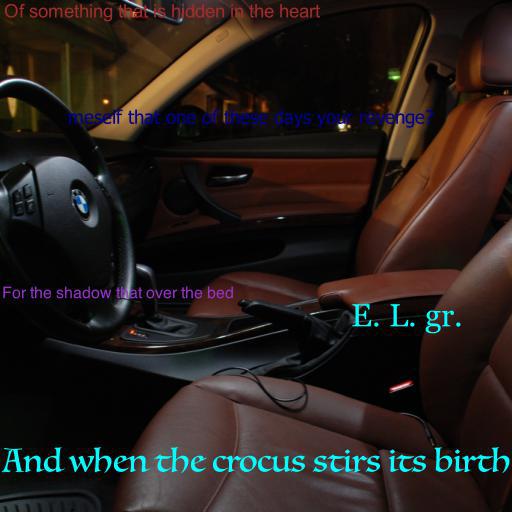 Of something that is hidden in the heart
meself that one of these days your revenge?
For the shadow that over the bed
E. L. gr.
And when the crocus stirs its birth